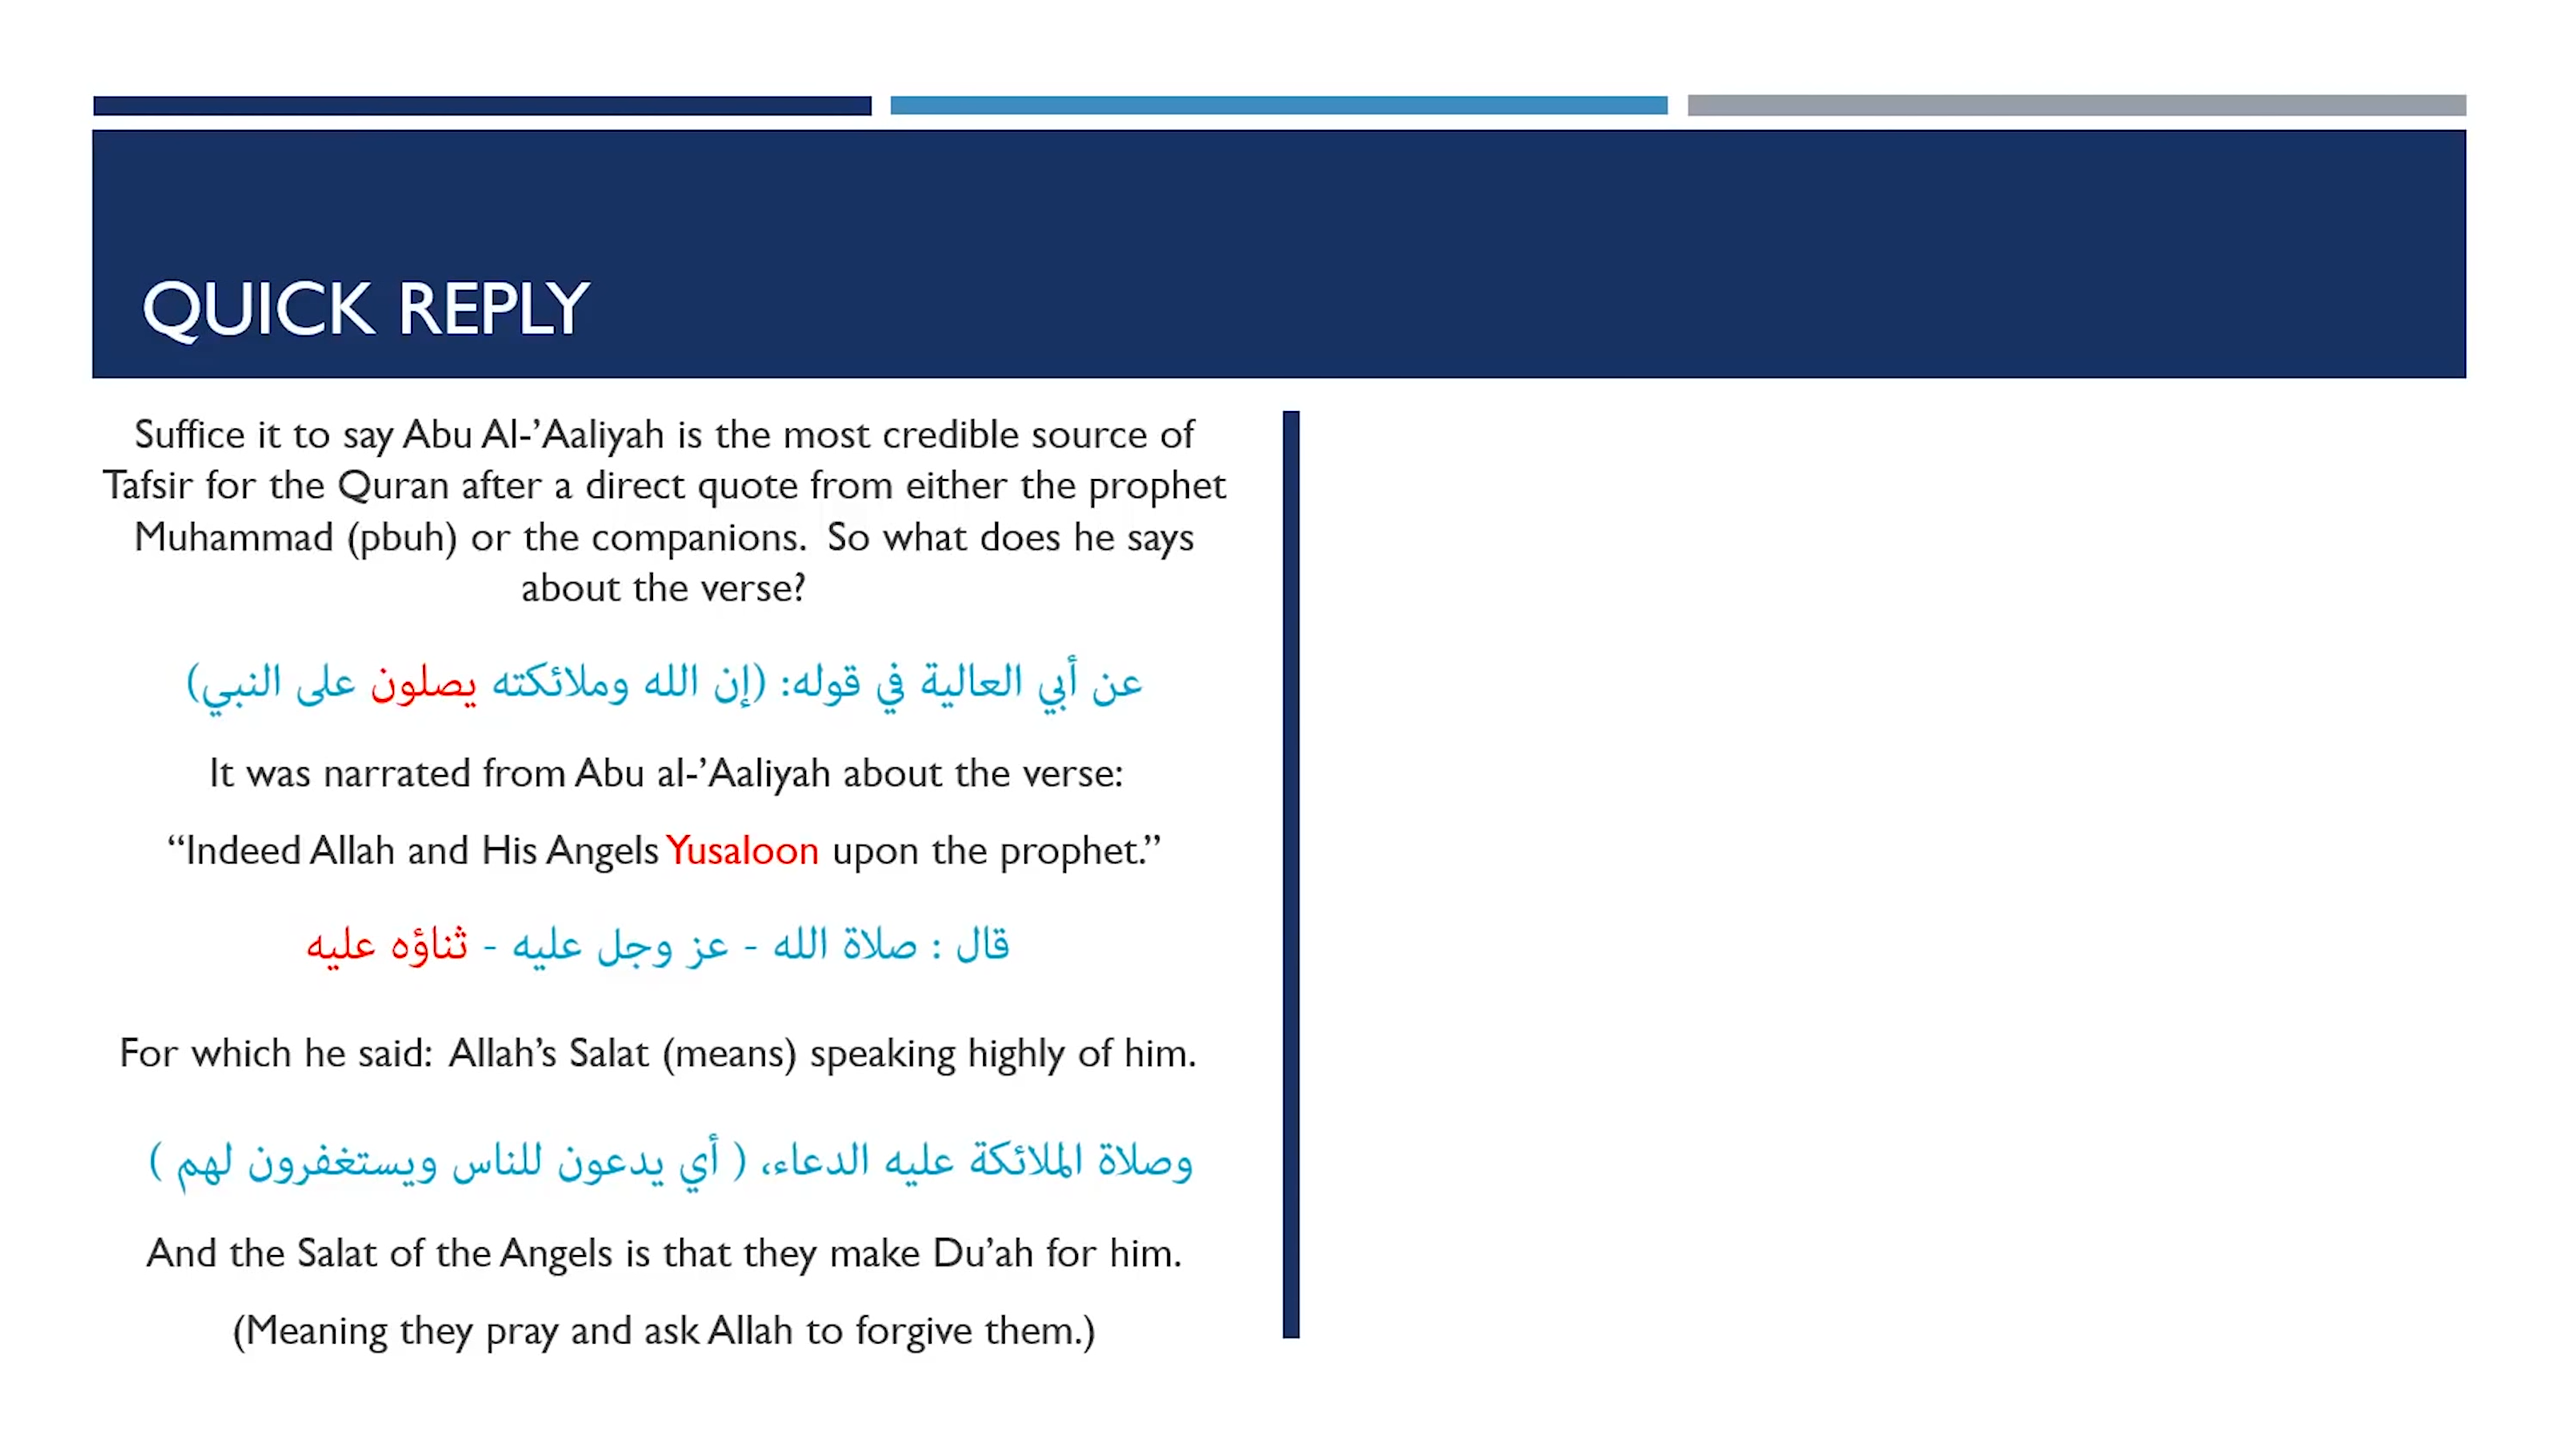 QUICK REPLY
Suffice it to say Abu Al-’Aaliyah is the most credible source of
Tafsir for the Quran after a direct quote from either the prophet
Muhammad (pbuh) or the companions.  So what does he says
about the verse?
عن أبي العالية في قوله: (إن الله وملائكته يصلون على النبي)
It was narrated from Abu al-’Aaliyah about the verse:
“Indeed Allah and His Angels Yusaloon upon the prophet.”
قال : صلاة الله - عز وجل عليه - ثناؤه عليه
For which he said: Allah’s Salat (means) speaking highly of him.
وصلاة الملائكة عليه الدعاء، ( أي يدعون للناس ويستغفرون لهم )
And the Salat of the Angels is that they make Du’ah for him.
(Meaning they pray and ask Allah to forgive them.)